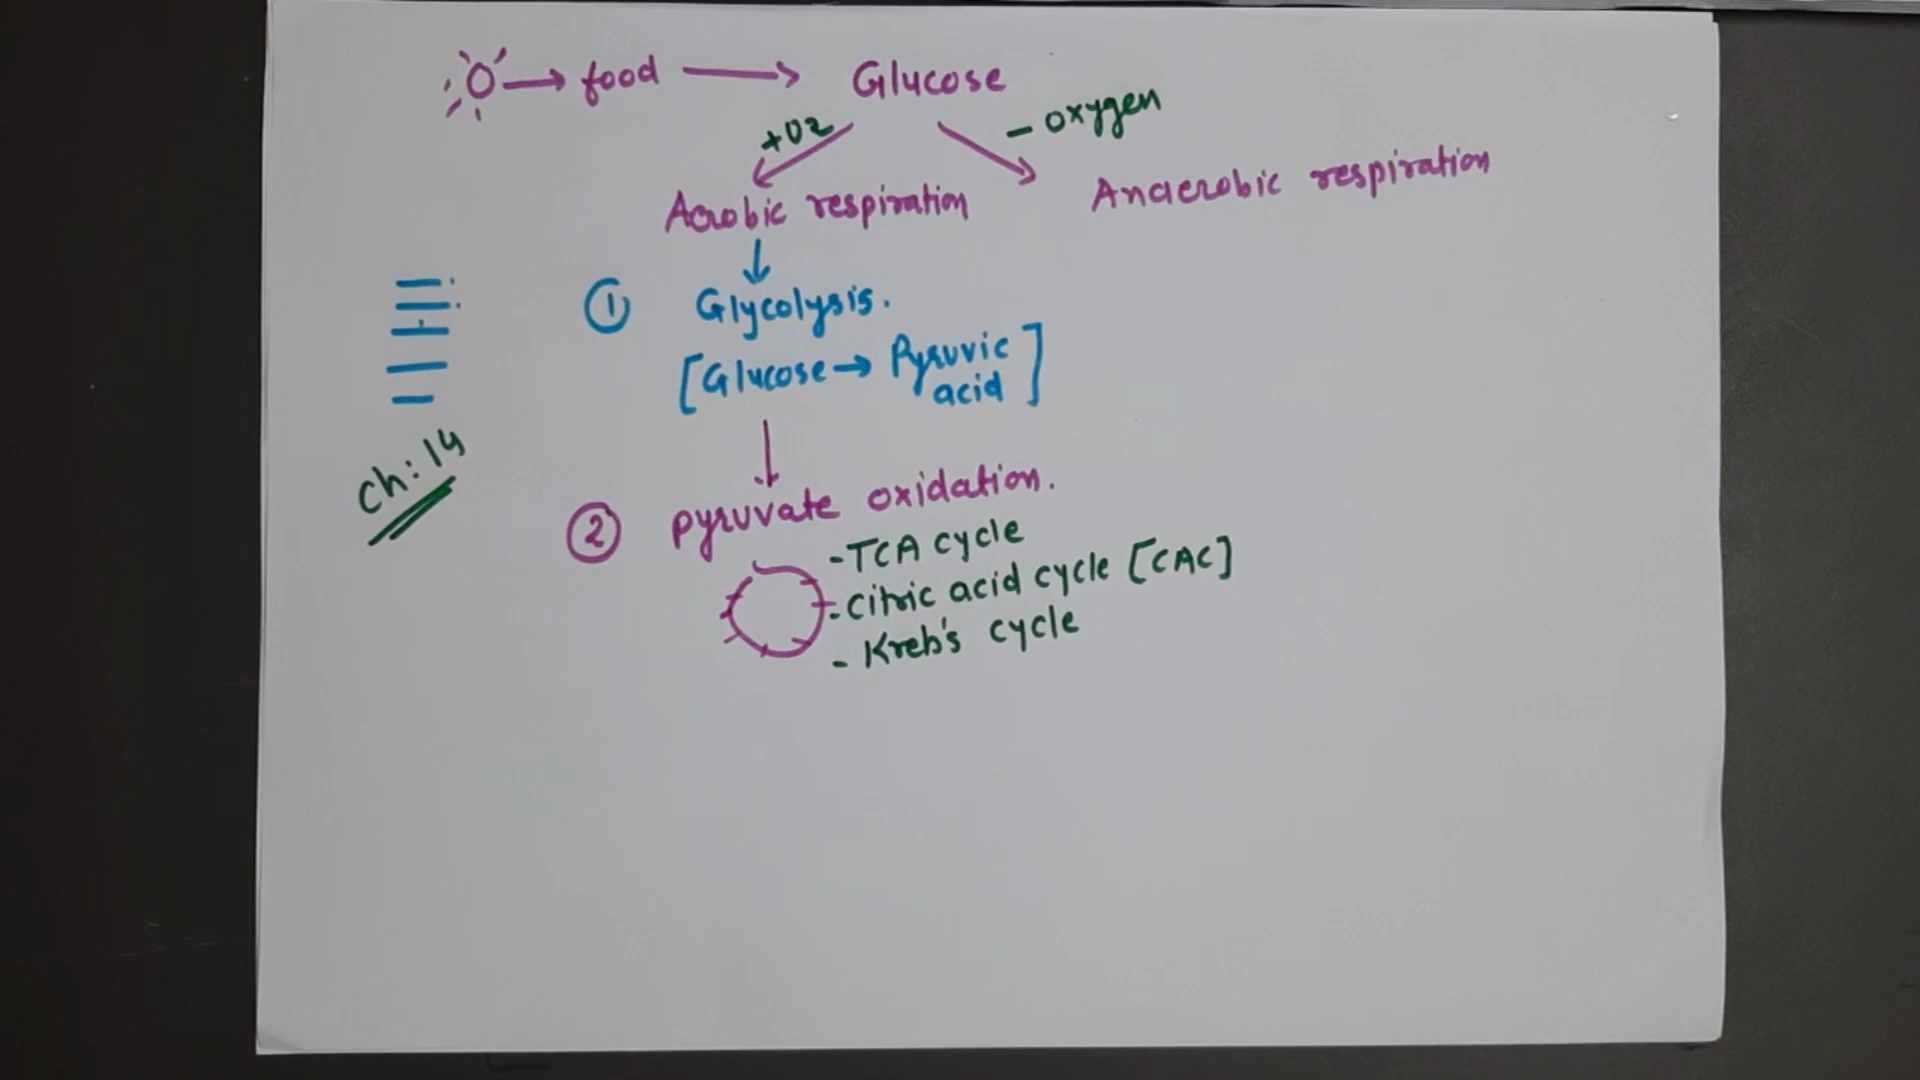 food → Glucose
+O2
- oxygen
Aerobic respiration
Anaerobic respiration
① Glycolysis.
[Glucose → Pyruvic
acid]
Ch: 14
② pyruvate oxidation.
- TCA cycle
- Citric acid cycle [CAC]
- Kreb's cycle